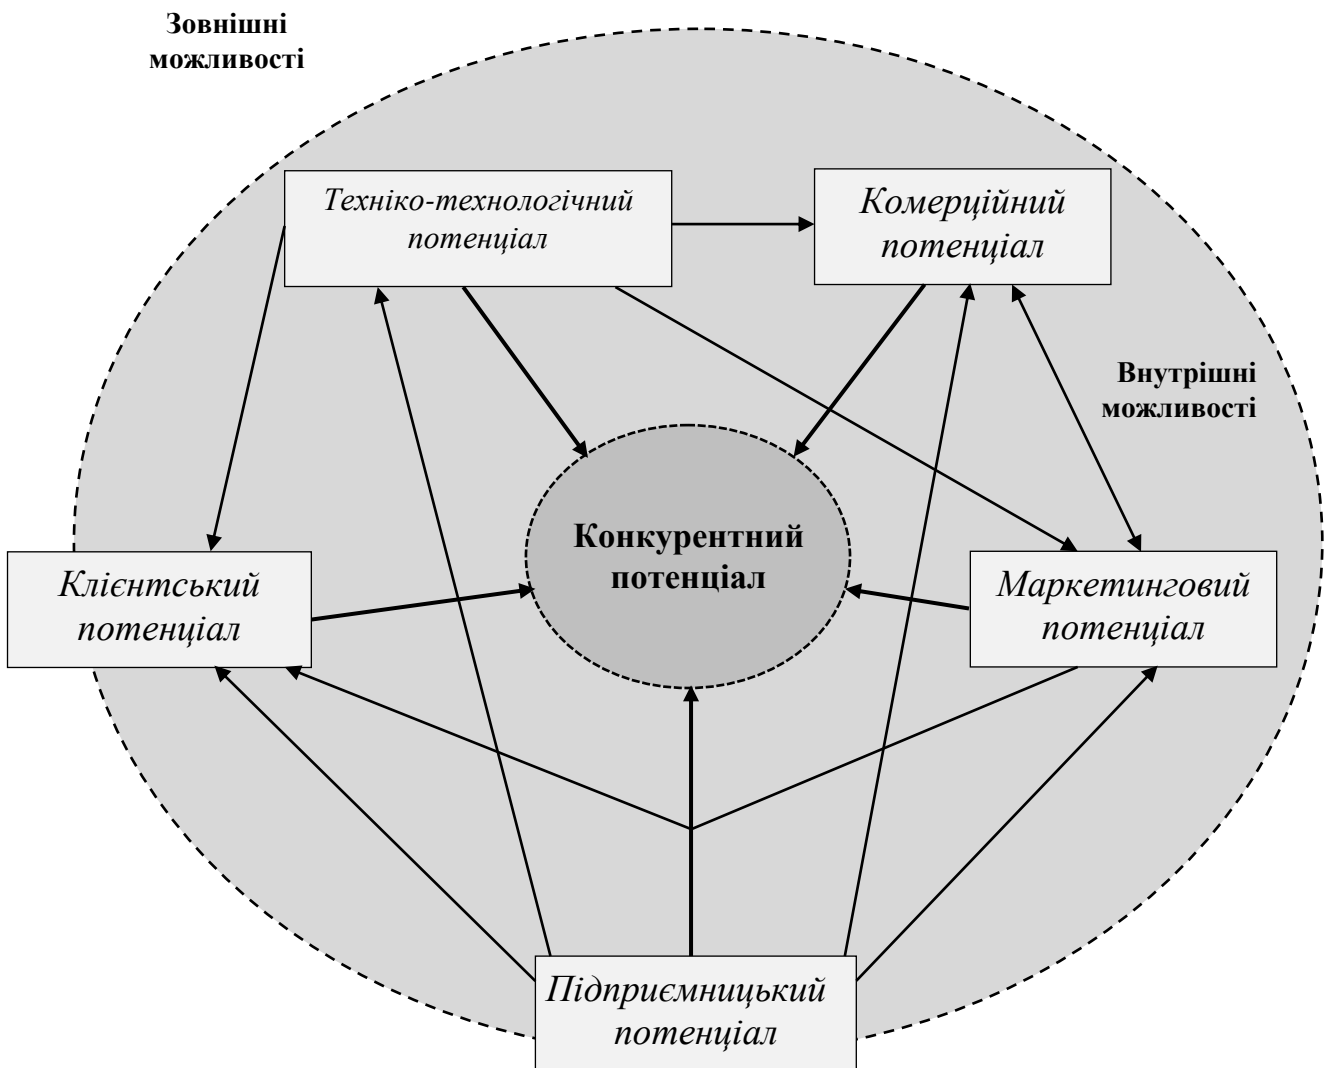 Зовнішні
можливості
Техніко-технологічний
потенціал
Комерційний
потенціал
Внутрішні
можливості
Конкурентний
потенціал
Клієнтський
потенціал
Маркетинговий
потенціал
Підприємницький
потенціал